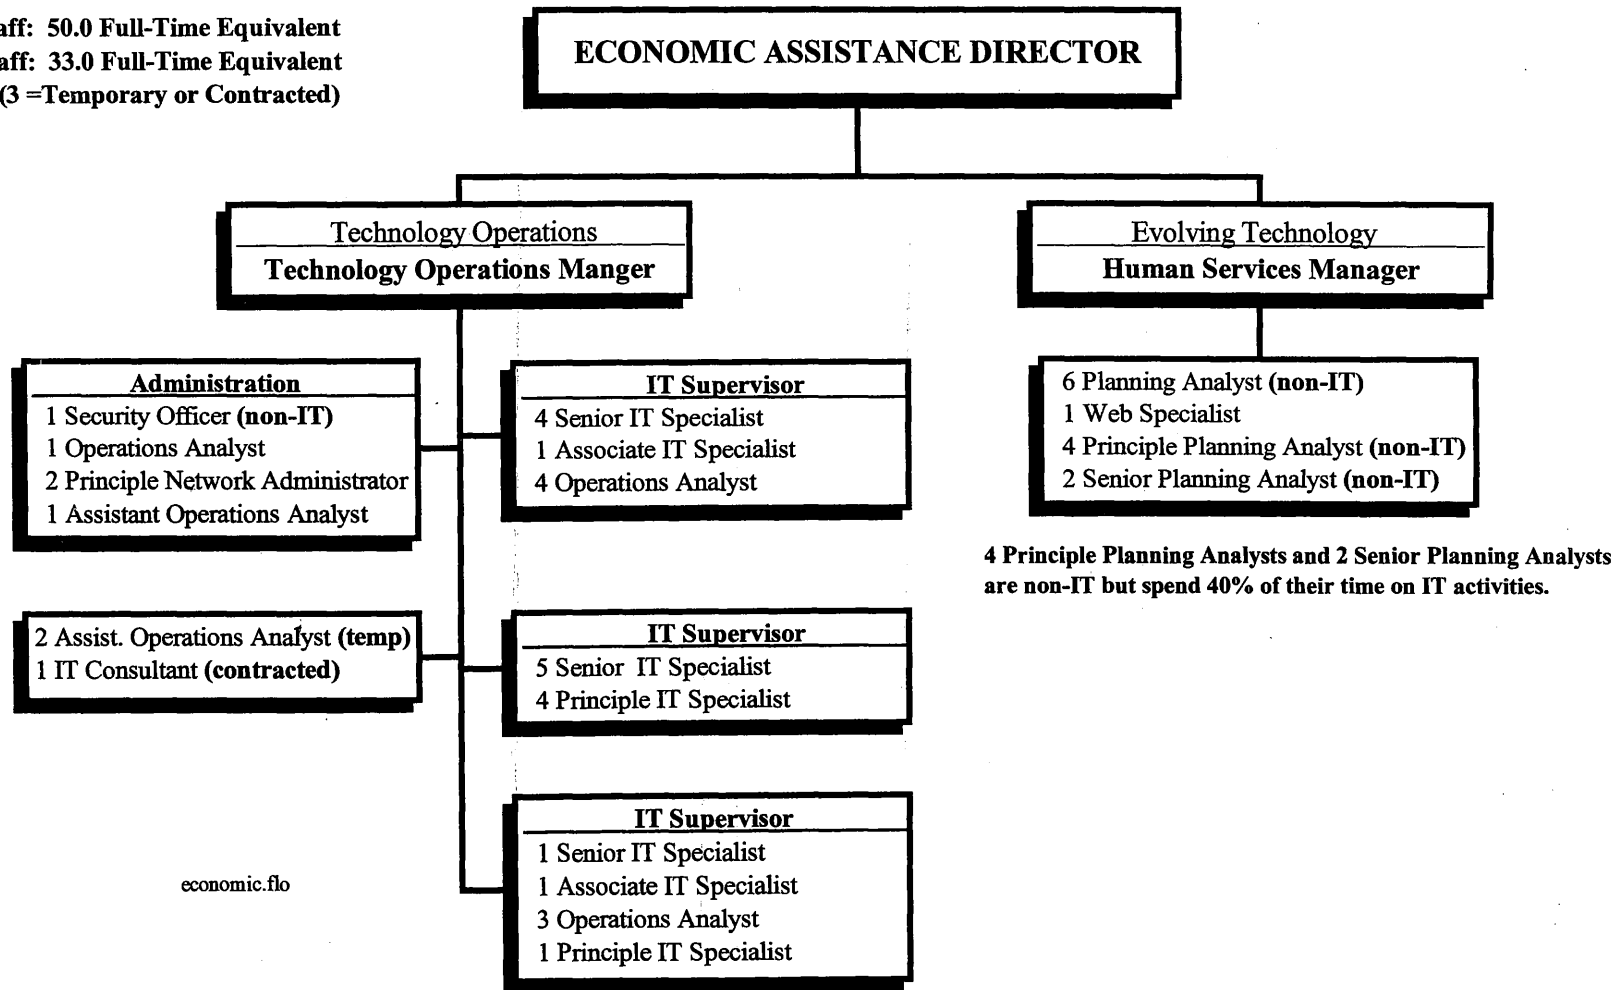 aff: 50.0 Full-Time Equivalent
aff: 33.0 Full-Time Equivalent
(3 =Temporary or Contracted)
ECONOMIC ASSISTANCE DIRECTOR
Technology Operations
Technology Operations Manger
Evolving Technology
Human Services Manager
Administration
1 Security Officer (non-IT)
1 Operations Analyst
2 Principle Network Administrator
1 Assistant Operations Analyst
IT Supervisor
4 Senior IT Specialist
1 Associate IT Specialist
4 Operations Analyst
6 Planning Analyst (non-IT)
1 Web Specialist
4 Principle Planning Analyst (non-IT)
2 Senior Planning Analyst (non-IT)
4 Principle Planning Analysts and 2 Senior Planning Analysts
are non-IT but spend 40% of their time on IT activities.
2 Assist. Operations Analyst (temp)
1 IT Consultant (contracted)
IT Supervisor
5 Senior IT Specialist
4 Principle IT Specialist
IT Supervisor
1 Senior IT Specialist
1 Associate IT Specialist
3 Operations Analyst
1 Principle IT Specialist
economic.flo